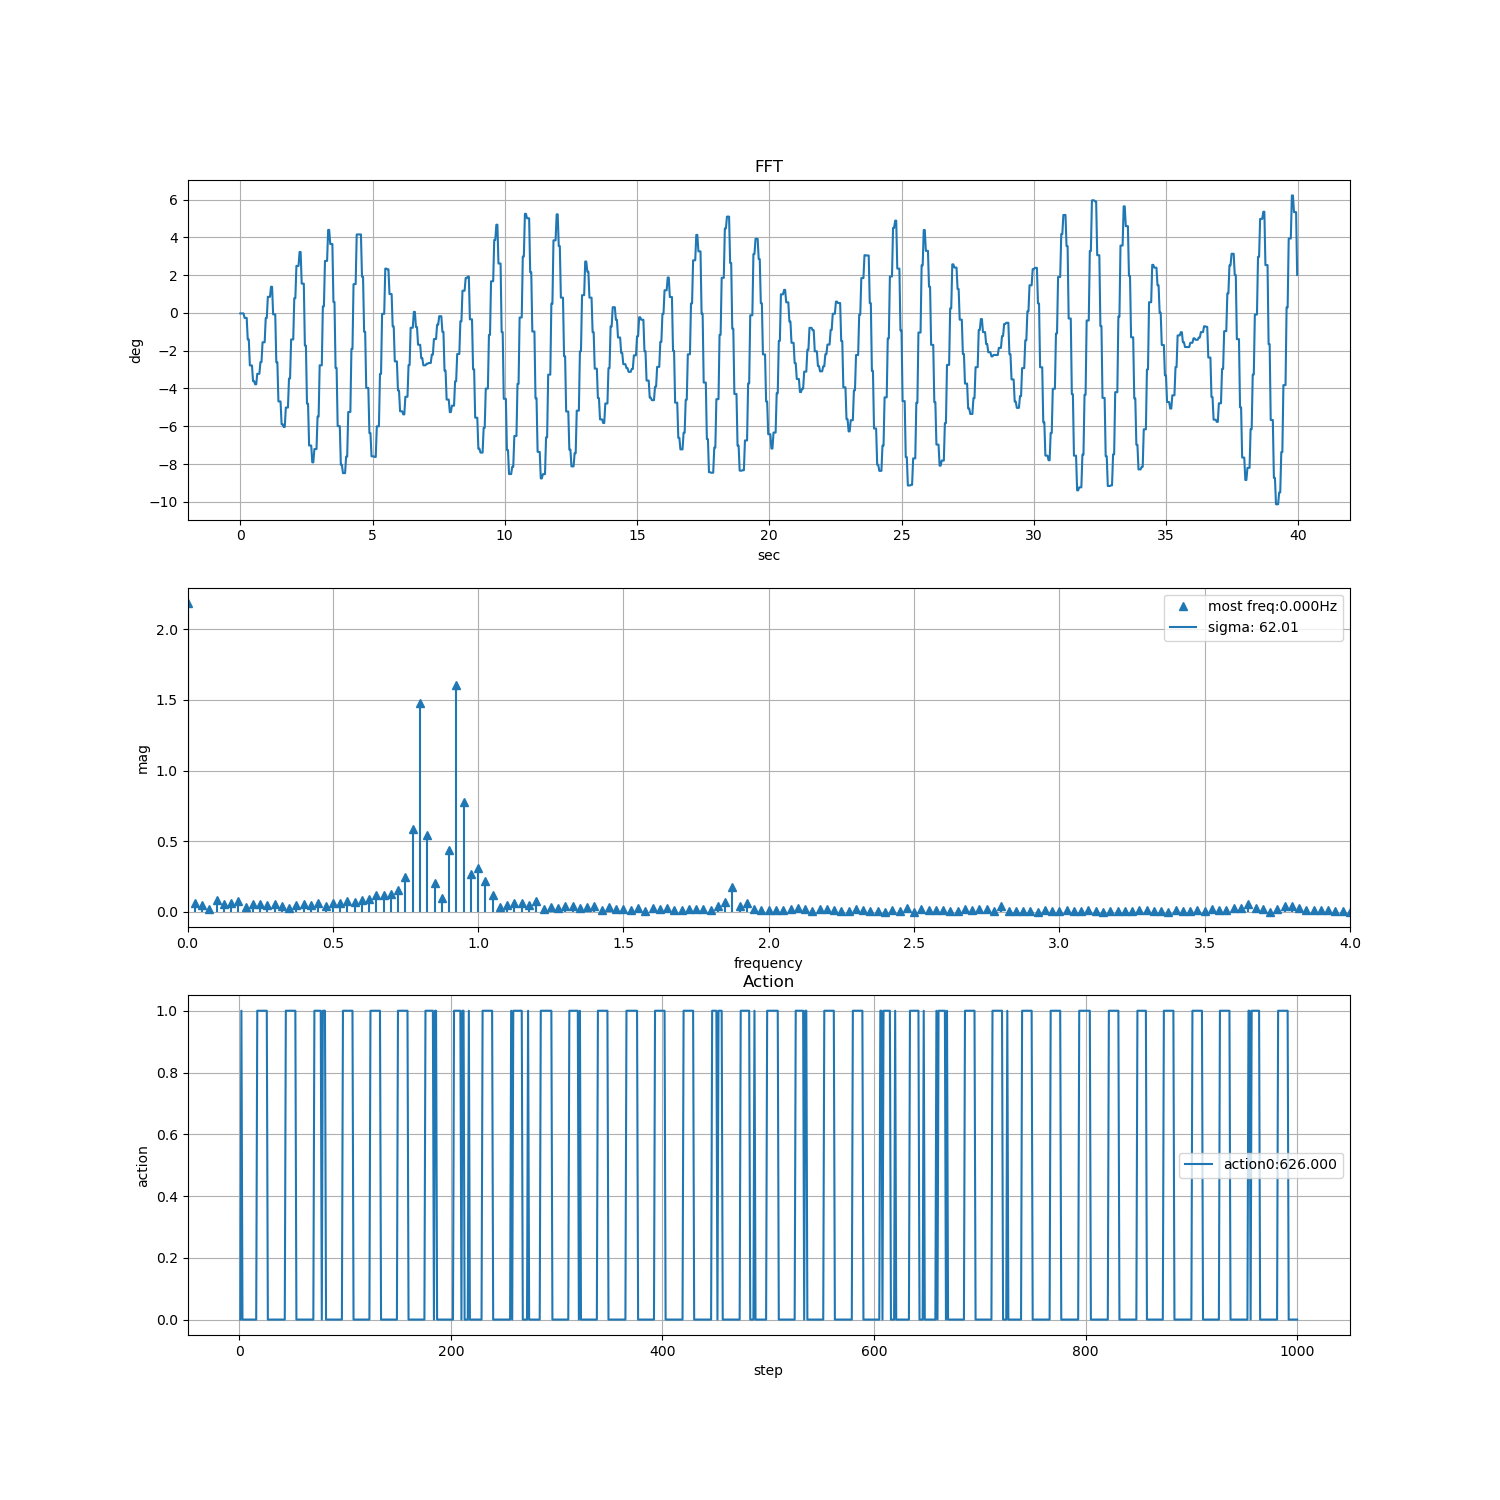 FFT
6
4
2
0
−2
−4
−6
−8
−10
deg
0 5 10 15 20 25 30 35 40
sec
most freq:0.000Hz
sigma: 62.01
2.0
1.5
1.0
0.5
0.0
mag
0.0 0.5 1.0 1.5 2.0 2.5 3.0 3.5 4.0
frequency
Action
1.0
0.8
0.6
0.4
0.2
0.0
action
action0:626.000
0 200 400 600 800 1000
step